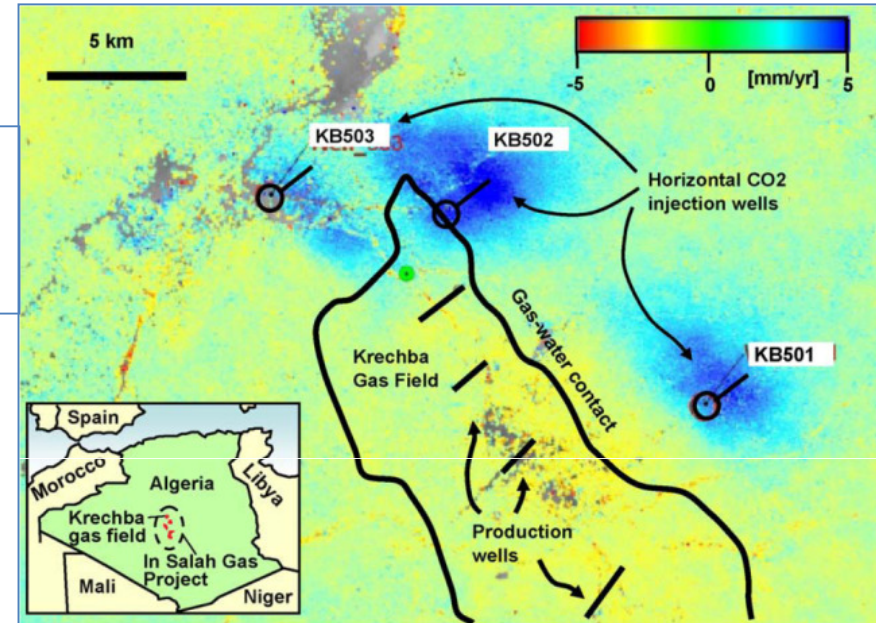 5 km
-5
0
[mm/yr]
5
KB503
KB502
Horizontal CO2
injection wells
Gas-water contact
Krechba
Gas Field
KB501
Production
wells
Spain
Morocco
Algeria
Libya
Krechba
gas field
In Salah Gas
Project
Mali
Niger